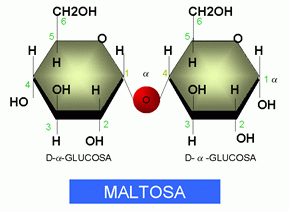 6
CH2OH
6
CH2OH
5
O
5
O
H
H
H
H
H
H
4
1
α
4
1
α
OH
H
O
OH
H
HO
OH
H
OH
H
OH
3
2
3
2
D-α-GLUCOSA
D- α -GLUCOSA
MALTOSA